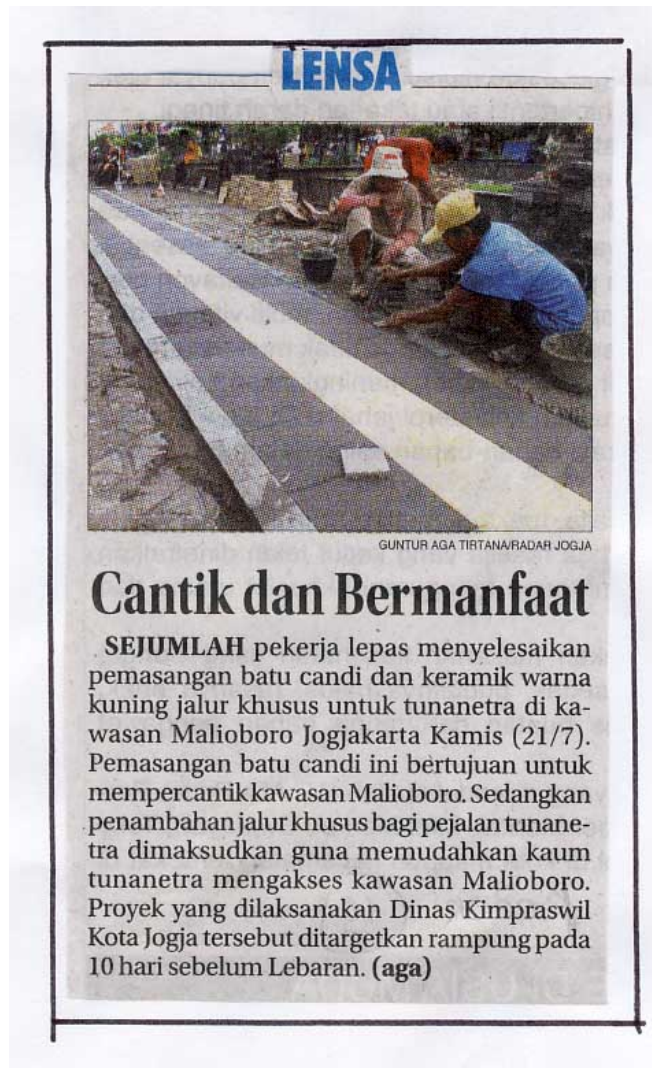 LENSA
GUNTUR AGA TIRTANA/RADAR JOGJA
Cantik dan Bermanfaat
SEJUMLAH pekerja lepas menyelesaikan
pemasangan batu candi dan keramik warna
kuning jalur khusus untuk tunanetra di ka-
wasan Malioboro Jogjakarta Kamis (21/7).
Pemasangan batu candi ini bertujuan untuk
mempercantik kawasan Malioboro. Sedangkan
penambahan jalur khusus bagi pejalan tunane-
tra dimaksudkan guna memudahkan kaum
tunanetra mengakses kawasan Malioboro.
Proyek yang dilaksanakan Dinas Kimpraswil
Kota Jogja tersebut ditargetkan rampung pada
10 hari sebelum Lebaran. (aga)